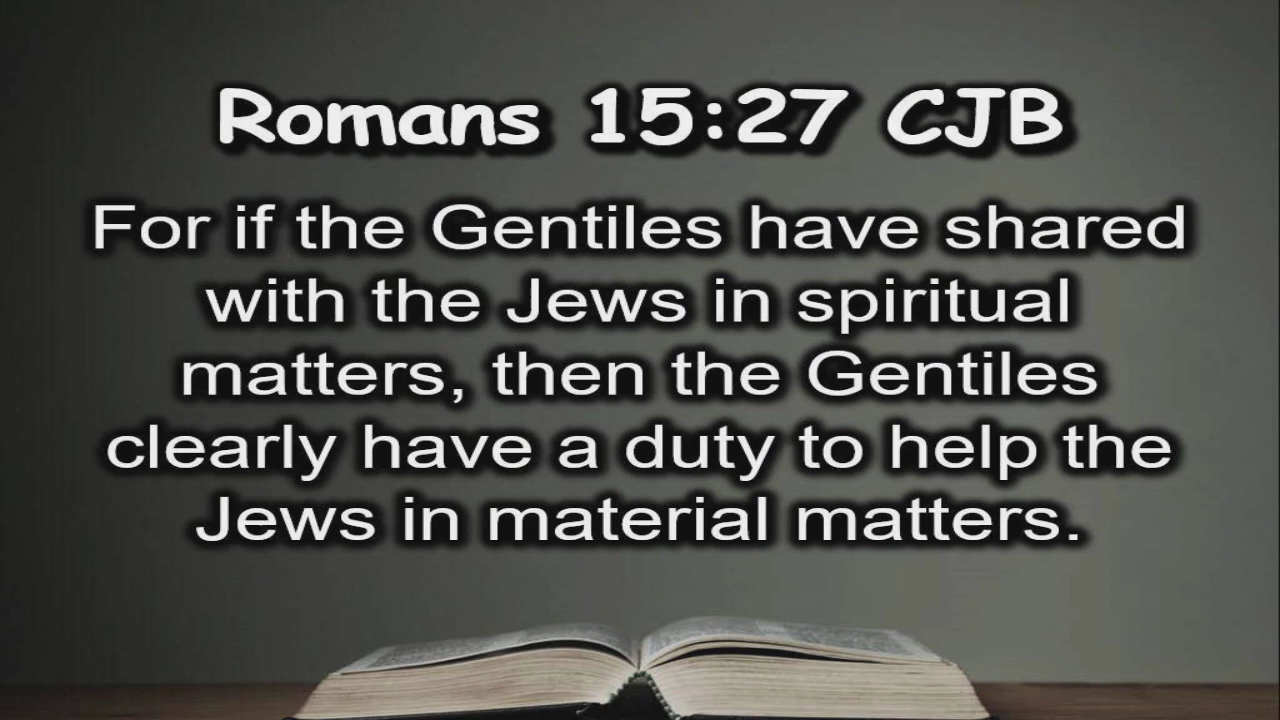 Romans 15:27 CJB
For if the Gentiles have shared
with the Jews in spiritual
matters, then the Gentiles
clearly have a duty to help the
Jews in material matters.